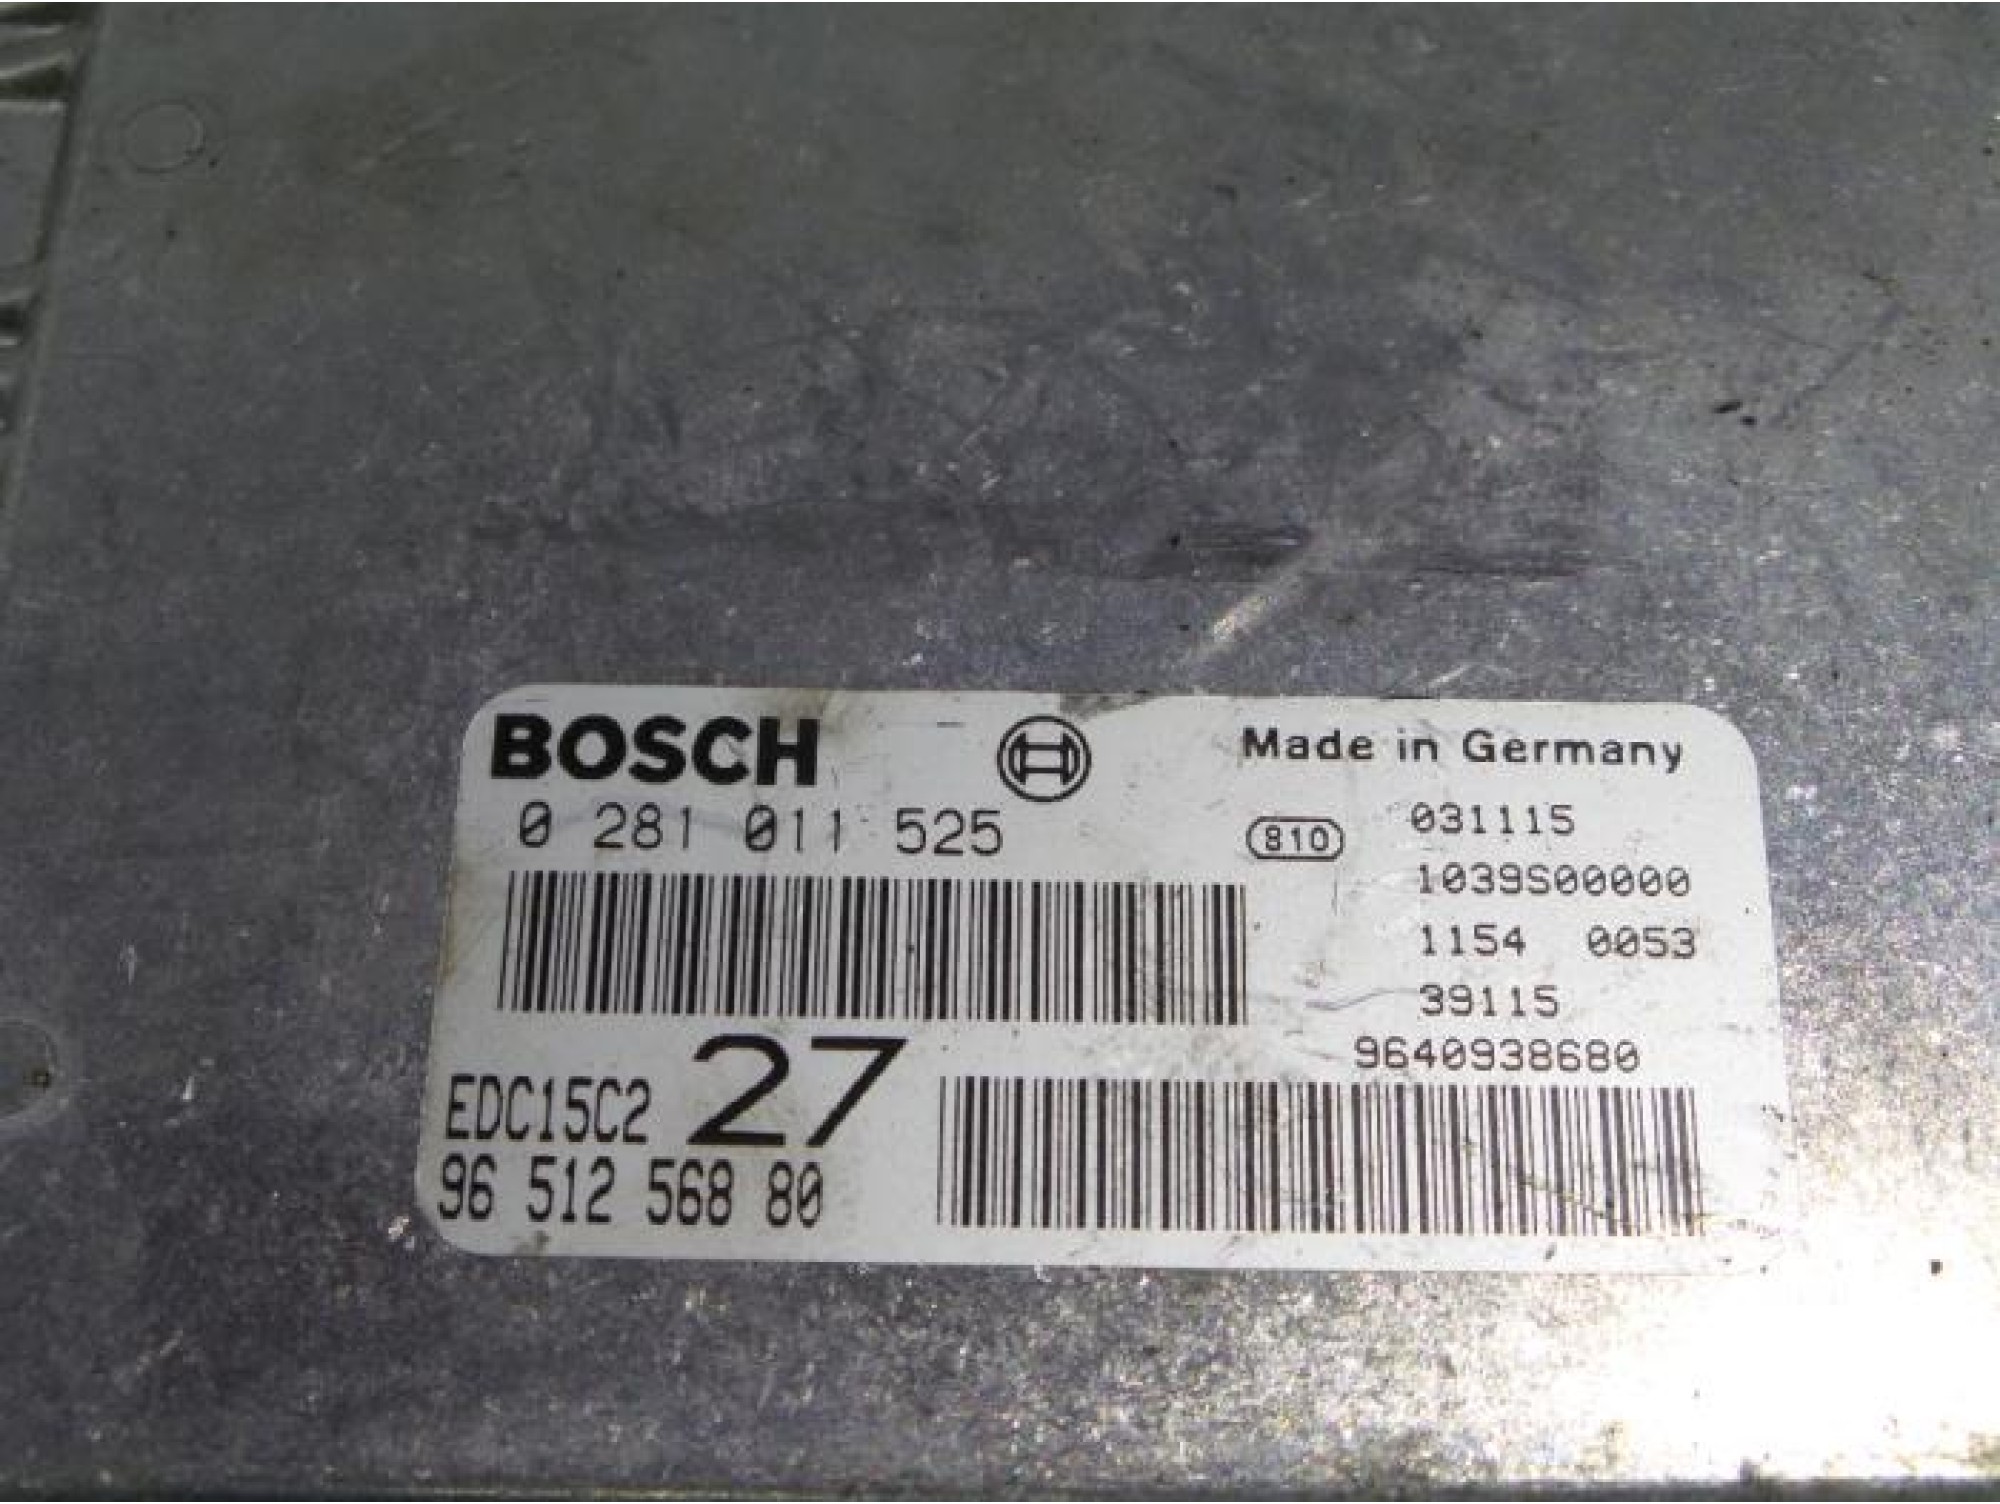 BOSCH
Made in Germany
0 281 011 525
810
031115
1039S00000
1154 0053
39115
9640938680
EDC15C2 27
96 512 568 80